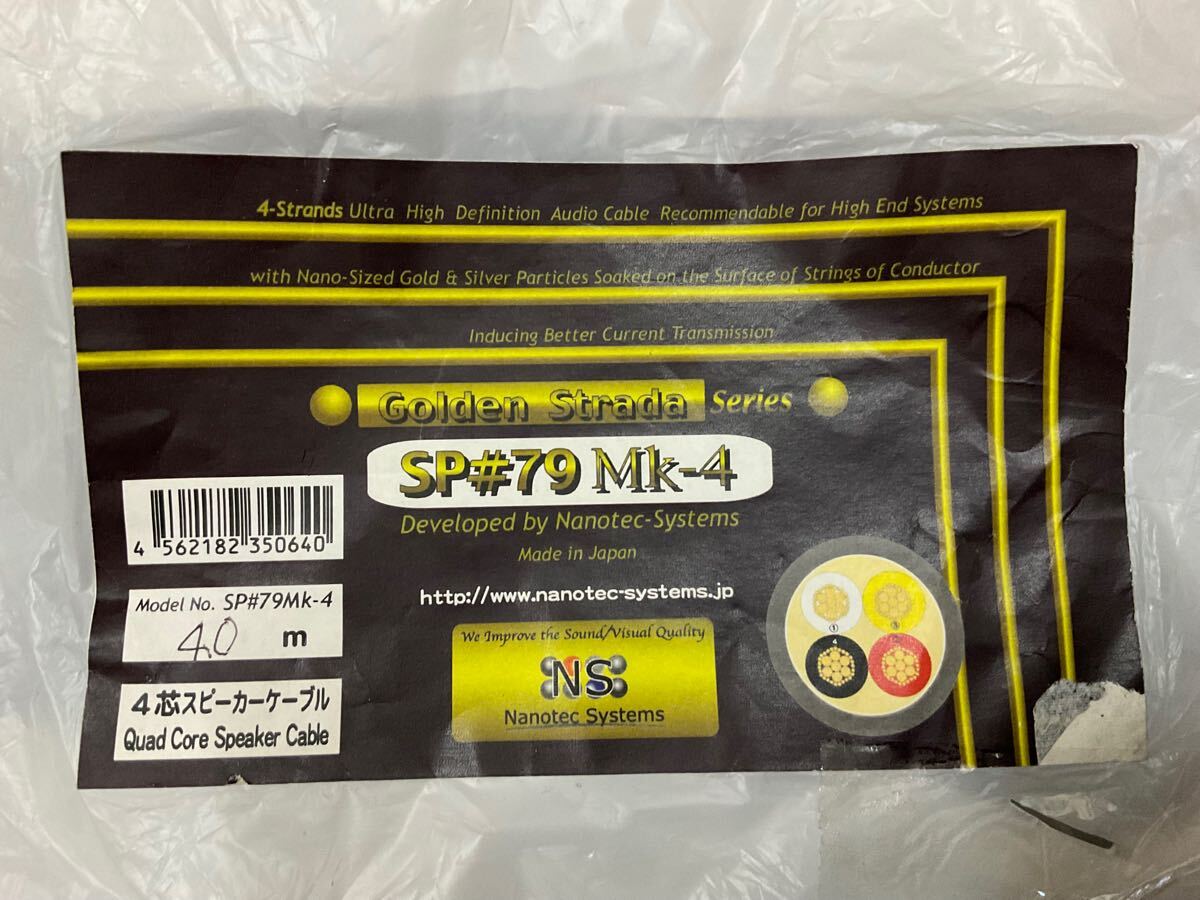 4-Strands Ultra High Definition Audio Cable Recommendable for High End Systems
with Nano-Sized Gold & Silver Particles Soaked on the Surface of Strings of Conductor
Inducing Better Current Transmission
Golden Strada Series
SP#79 Mk-4
Developed by Nanotec-Systems
Made in Japan
http://www.nanotec-systems.jp
4 562182 350640
Model No. SP#79Mk-4
4.0 m
4芯スピーカーケーブル
Quad Core Speaker Cable
We Improve the Sound/Visual Quality
NS
Nanotec Systems
1
3
4